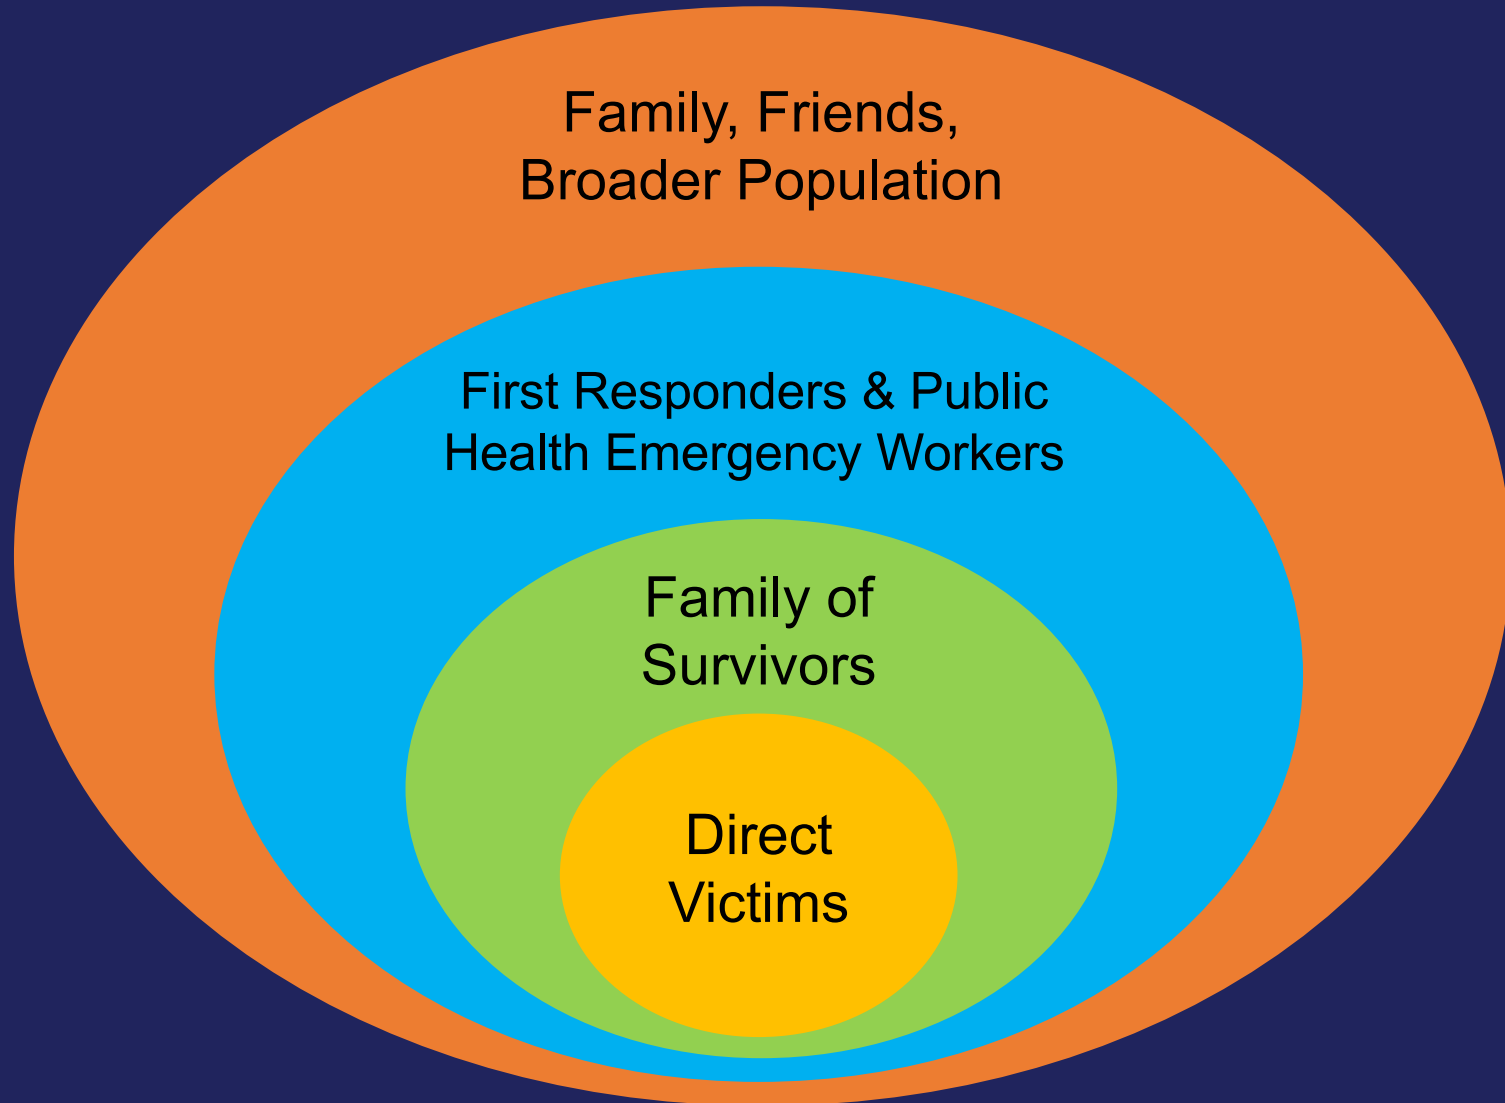 Family, Friends,
Broader Population
First Responders & Public
Health Emergency Workers
Family of
Survivors
Direct
Victims